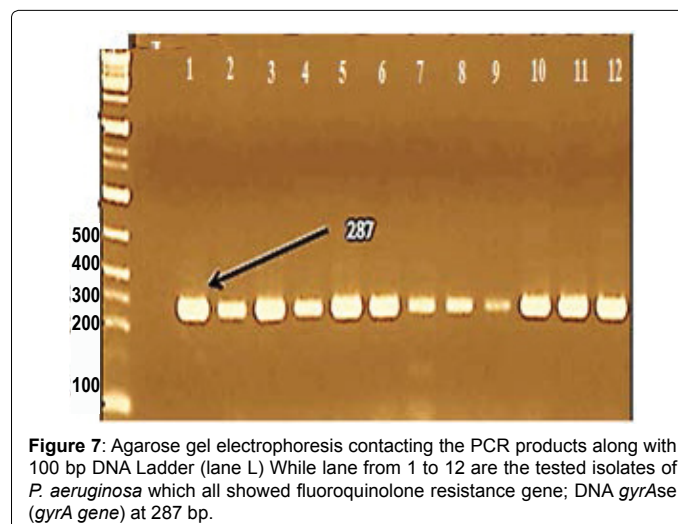 1 2 3 4 5 6 7 8 9 10 11 12
287
500
400
300
200
100
Figure 7: Agarose gel electrophoresis contacting the PCR products along with
100 bp DNA Ladder (lane L) While lane from 1 to 12 are the tested isolates of
P. aeruginosa which all showed fluoroquinolone resistance gene; DNA gyrAse
(gyrA gene) at 287 bp.